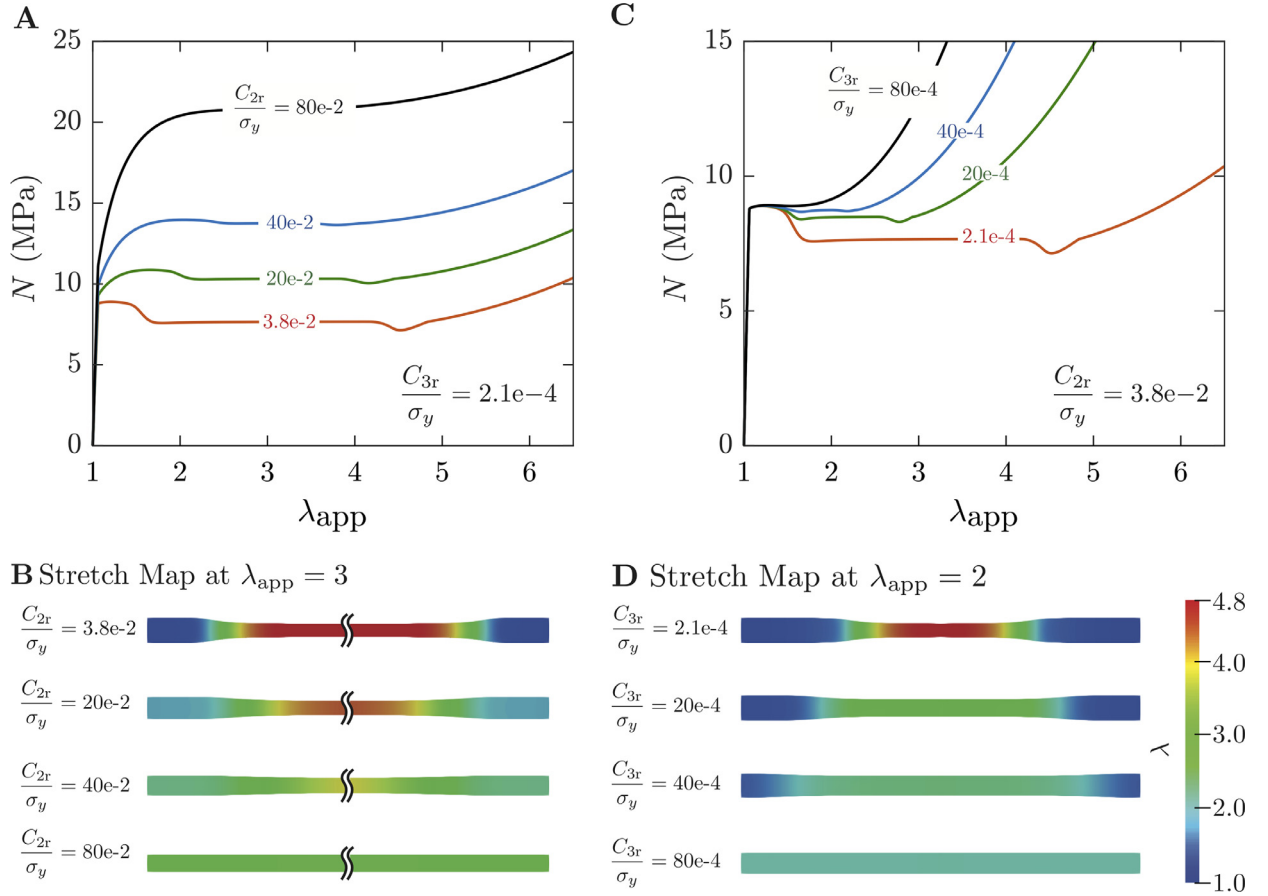 A
25
20
15
10
5
0
N (MPa)
C2r/σy = 80e-2
40e-2
20e-2
3.8e-2
C3r/σy = 2.1e−4
1 2 3 4 5 6
λapp
C
15
10
5
0
N (MPa)
C3r/σy = 80e-4
40e-4
20e-4
2.1e-4
C2r/σy = 3.8e−2
1 2 3 4 5 6
λapp
B Stretch Map at λapp = 3
C2r/σy = 3.8e-2
C2r/σy = 20e-2
C2r/σy = 40e-2
C2r/σy = 80e-2
D Stretch Map at λapp = 2
C3r/σy = 2.1e-4
C3r/σy = 20e-4
C3r/σy = 40e-4
C3r/σy = 80e-4
λ
4.8
4.0
3.0
2.0
1.0